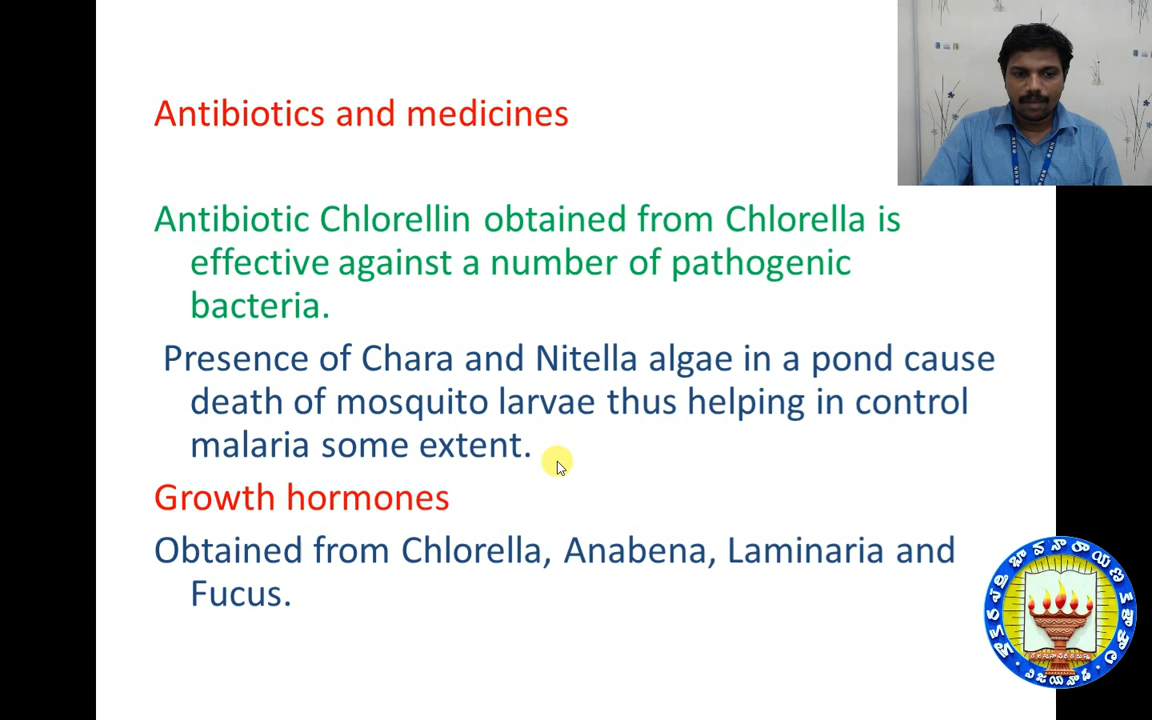 Antibiotics and medicines
Antibiotic Chlorellin obtained from Chlorella is
effective against a number of pathogenic
bacteria.
Presence of Chara and Nitella algae in a pond cause
death of mosquito larvae thus helping in control
malaria some extent.
Growth hormones
Obtained from Chlorella, Anabena, Laminaria and
Fucus.
విజయవాడ